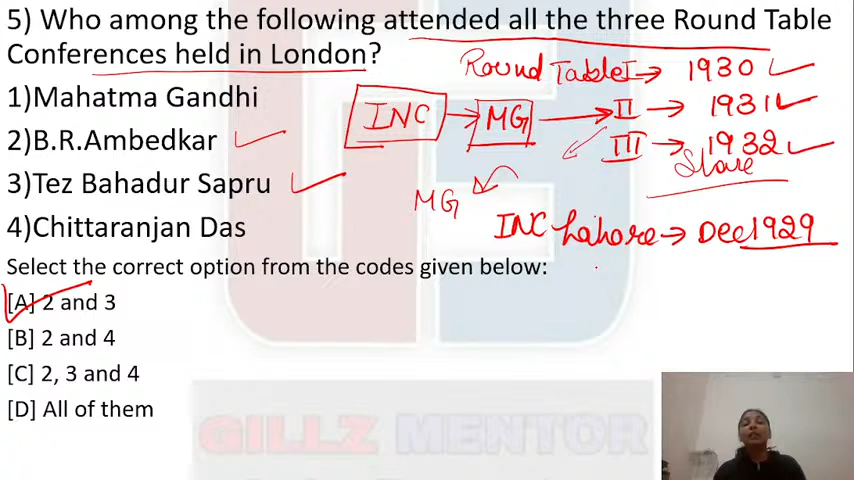 5) Who among the following attended all the three Round Table
Conferences held in London?
Round Table I → 1930
1)Mahatma Gandhi
INC → MG → II → 1931
2)B.R.Ambedkar
III → 1932
Share
3)Tez Bahadur Sapru
MG
4)Chittaranjan Das
INC Lahore → Dec 1929
Select the correct option from the codes given below:
[A] 2 and 3
[B] 2 and 4
[C] 2, 3 and 4
[D] All of them
GILLZ MENTOR